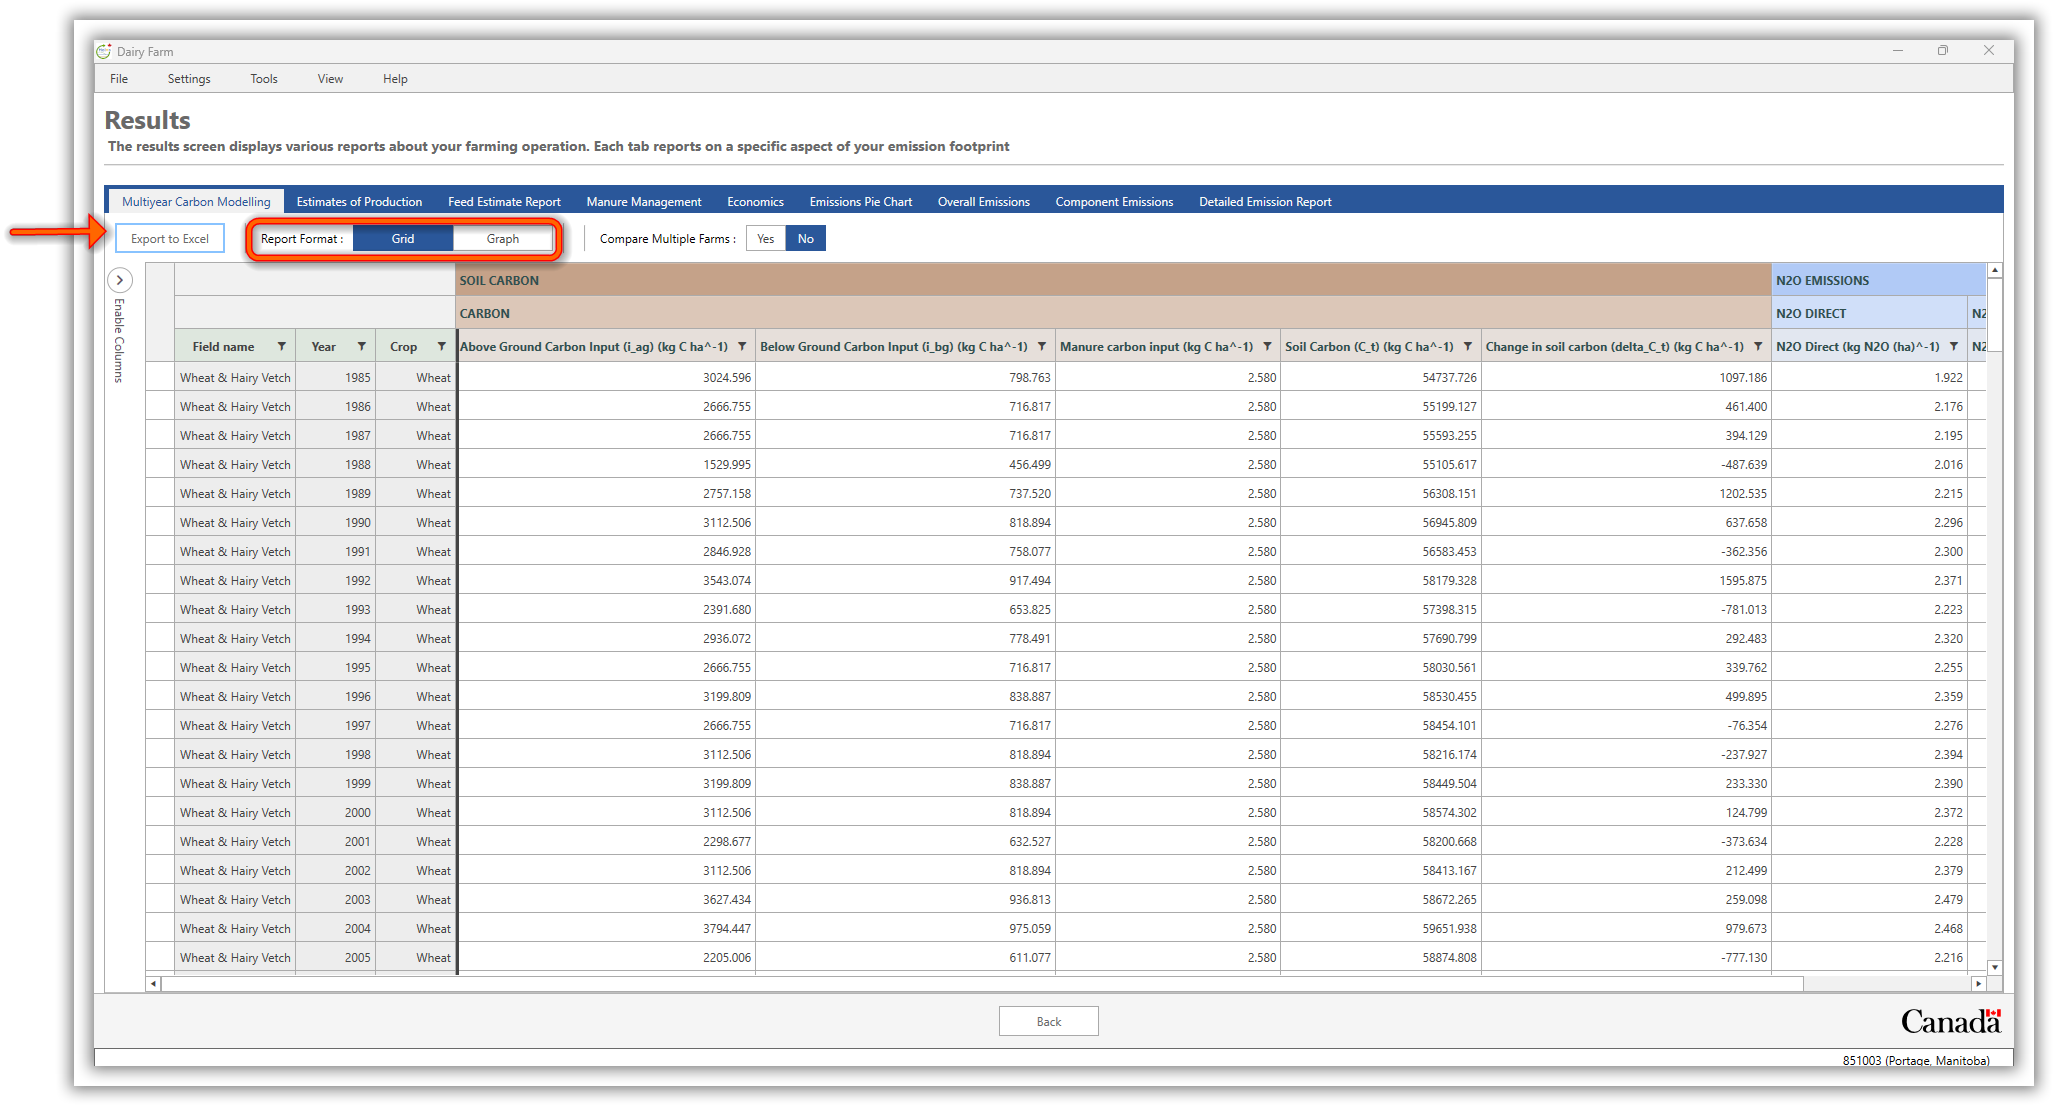 Dairy Farm
File Settings Tools View Help
Results
The results screen displays various reports about your farming operation. Each tab reports on a specific aspect of your emission footprint
Multiyear Carbon Modelling Estimates of Production Feed Estimate Report Manure Management Economics Emissions Pie Chart Overall Emissions Component Emissions Detailed Emission Report
Export to Excel Report Format : Grid Graph Compare Multiple Farms : Yes No
Enable Columns
SOIL CARBON N2O EMISSIONS
CARBON N2O DIRECT N2
Field name Year Crop Above Ground Carbon Input (i_ag) (kg C ha^-1) Below Ground Carbon Input (i_bg) (kg C ha^-1) Manure carbon input (kg C ha^-1) Soil Carbon (C_t) (kg C ha^-1) Change in soil carbon (delta_C_t) (kg C ha^-1) N2O Direct (kg N2O (ha)^-1) N2
Wheat & Hairy Vetch 1985 Wheat 3024.596 798.763 2.580 54737.726 1097.186 1.922
Wheat & Hairy Vetch 1986 Wheat 2666.755 716.817 2.580 55199.127 461.400 2.176
Wheat & Hairy Vetch 1987 Wheat 2666.755 716.817 2.580 55593.255 394.129 2.195
Wheat & Hairy Vetch 1988 Wheat 1529.995 456.499 2.580 55105.617 -487.639 2.016
Wheat & Hairy Vetch 1989 Wheat 2757.158 737.520 2.580 56308.151 1202.535 2.215
Wheat & Hairy Vetch 1990 Wheat 3112.506 818.894 2.580 56945.809 637.658 2.296
Wheat & Hairy Vetch 1991 Wheat 2846.928 758.077 2.580 56583.453 -362.356 2.300
Wheat & Hairy Vetch 1992 Wheat 3543.074 917.494 2.580 58179.328 1595.875 2.371
Wheat & Hairy Vetch 1993 Wheat 2391.680 653.825 2.580 57398.315 -781.013 2.223
Wheat & Hairy Vetch 1994 Wheat 2936.072 778.491 2.580 57690.799 292.483 2.320
Wheat & Hairy Vetch 1995 Wheat 2666.755 716.817 2.580 58030.561 339.762 2.255
Wheat & Hairy Vetch 1996 Wheat 3199.809 838.887 2.580 58530.455 499.895 2.359
Wheat & Hairy Vetch 1997 Wheat 2666.755 716.817 2.580 58454.101 -76.354 2.276
Wheat & Hairy Vetch 1998 Wheat 3112.506 818.894 2.580 58216.174 -237.927 2.394
Wheat & Hairy Vetch 1999 Wheat 3199.809 838.887 2.580 58449.504 233.330 2.390
Wheat & Hairy Vetch 2000 Wheat 3112.506 818.894 2.580 58574.302 124.799 2.372
Wheat & Hairy Vetch 2001 Wheat 2298.677 632.527 2.580 58200.668 -373.634 2.228
Wheat & Hairy Vetch 2002 Wheat 3112.506 818.894 2.580 58413.167 212.499 2.379
Wheat & Hairy Vetch 2003 Wheat 3627.434 936.813 2.580 58672.265 259.098 2.479
Wheat & Hairy Vetch 2004 Wheat 3794.447 975.059 2.580 59651.938 979.673 2.468
Wheat & Hairy Vetch 2005 Wheat 2205.006 611.077 2.580 58874.808 -777.130 2.216
Back
Canada
851003 (Portage, Manitoba)